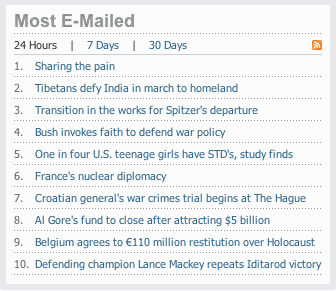 Most E-Mailed
24 Hours | 7 Days | 30 Days
1. Sharing the pain
2. Tibetans defy India in march to homeland
3. Transition in the works for Spitzer's departure
4. Bush invokes faith to defend war policy
5. One in four U.S. teenage girls have STD's, study finds
6. France's nuclear diplomacy
7. Croatian general's war crimes trial begins at The Hague
8. Al Gore's fund to close after attracting $5 billion
9. Belgium agrees to €110 million restitution over Holocaust
10. Defending champion Lance Mackey repeats Iditarod victory